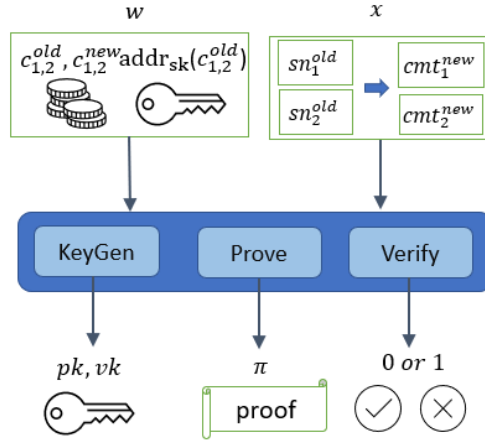 w
x
c_{1,2}^{old}, c_{1,2}^{new} addr_{sk}(c_{1,2}^{old})
sn_1^{old}
cmt_1^{new}
sn_2^{old}
cmt_2^{new}
KeyGen
Prove
Verify
pk, vk
π
0 or 1
proof